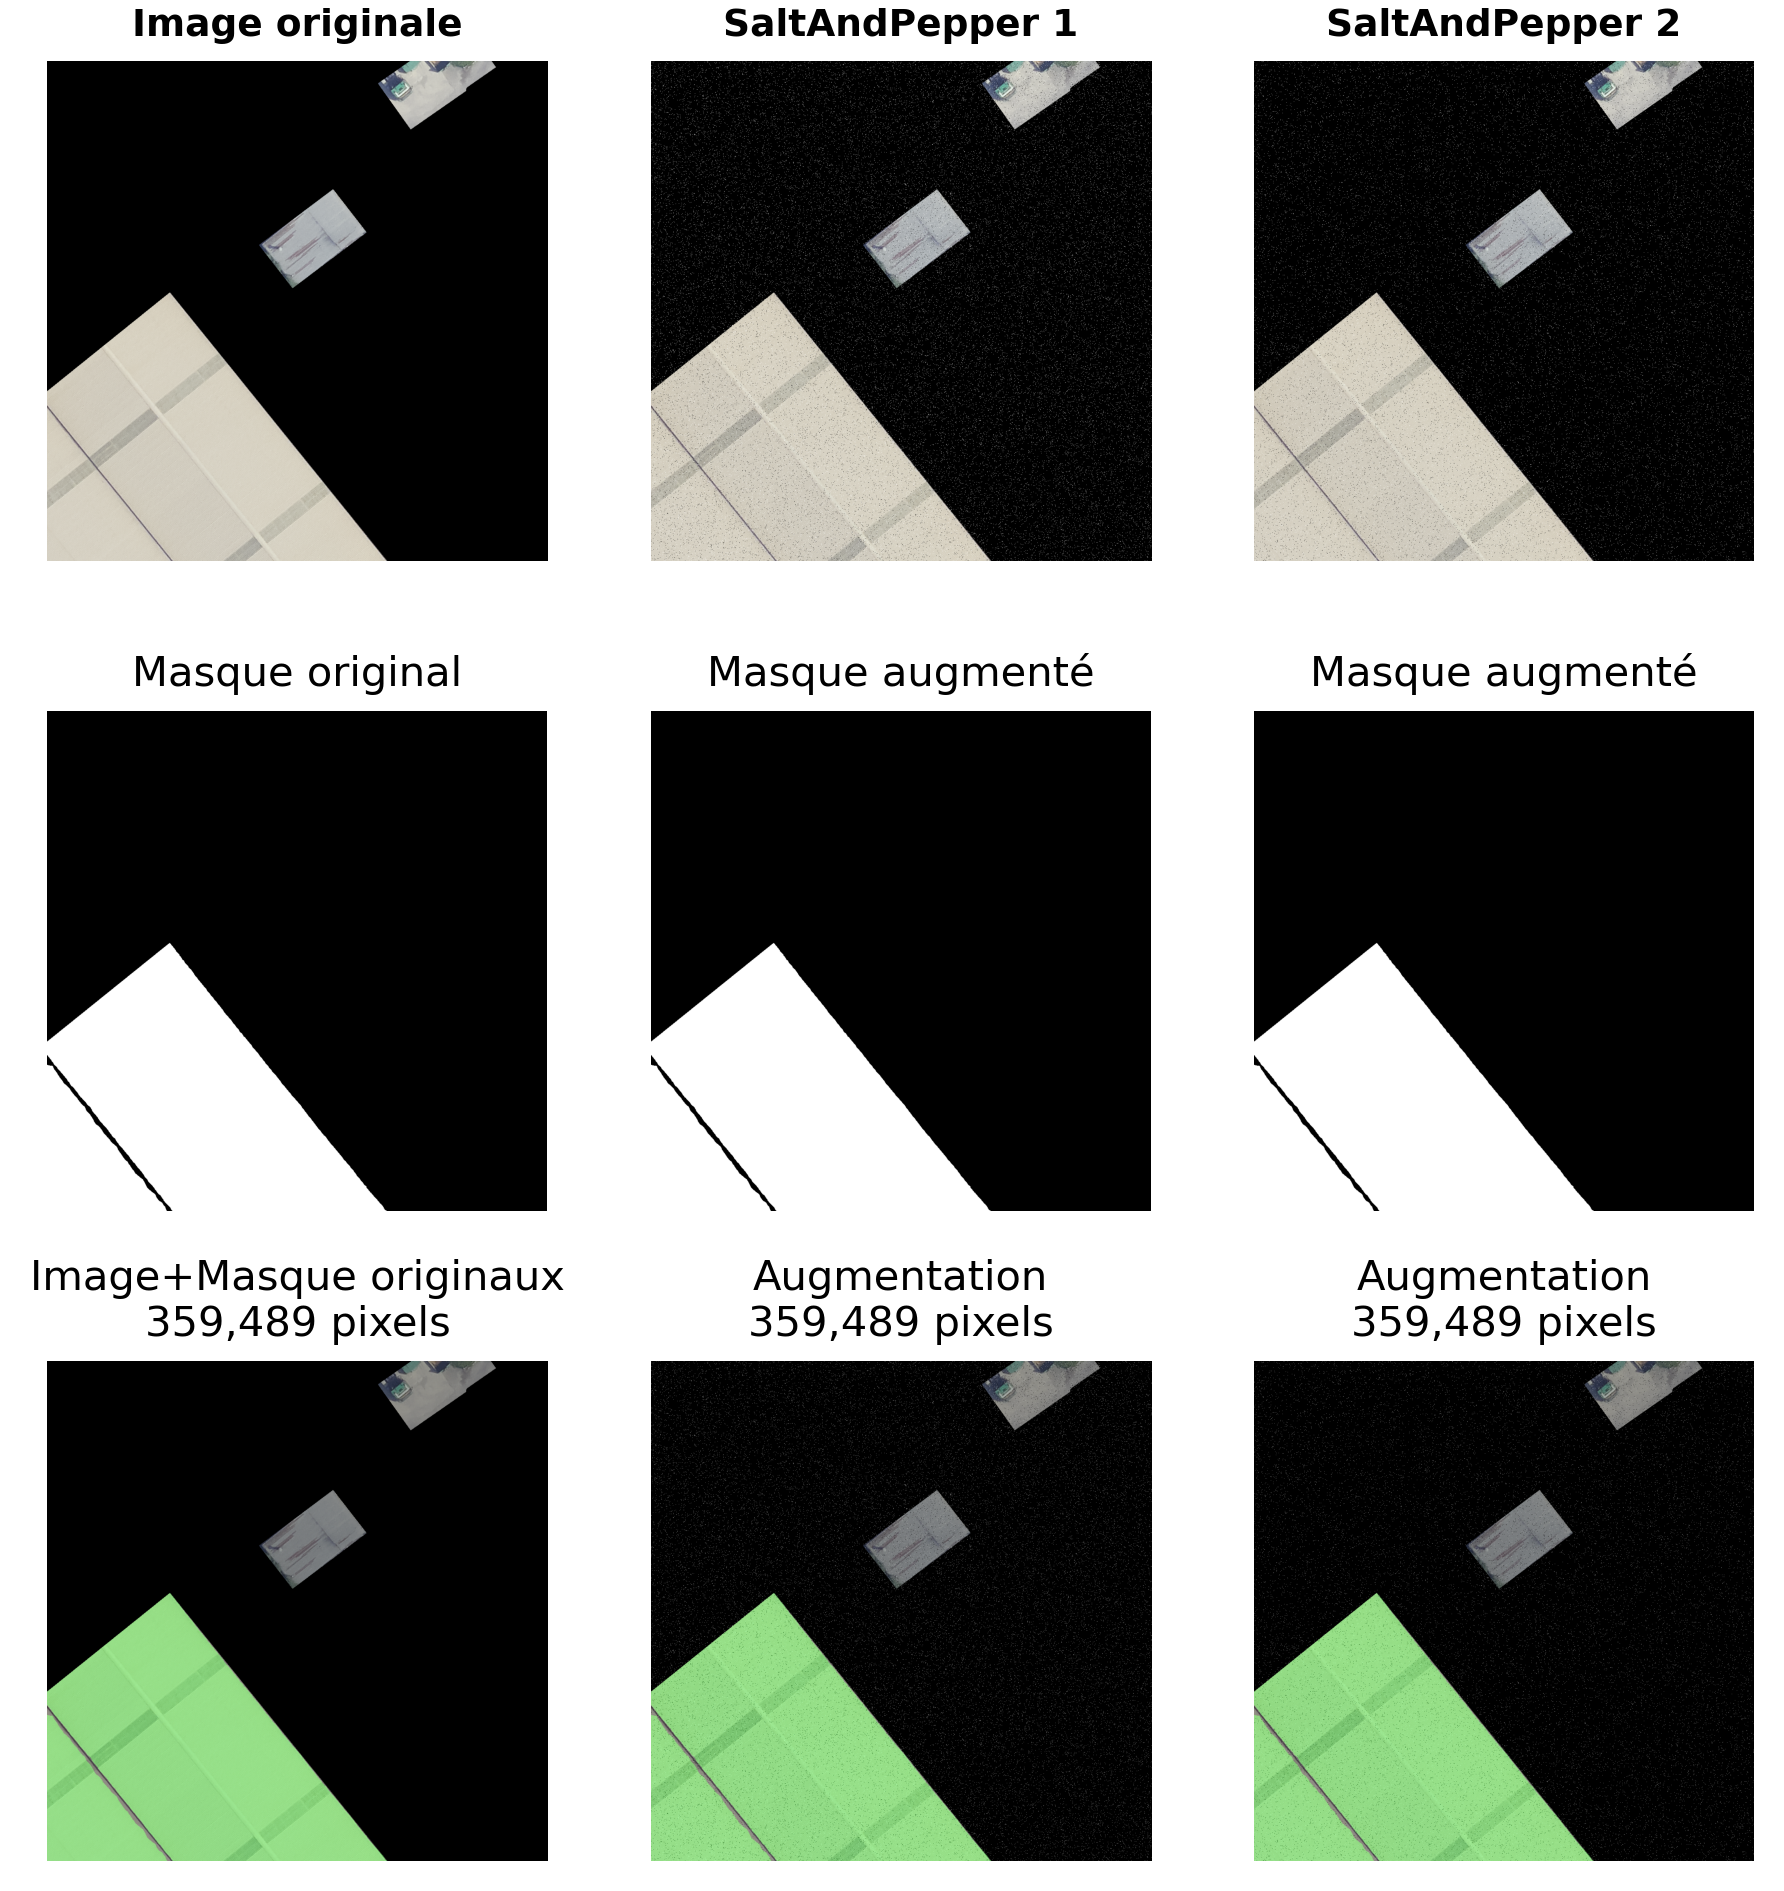 Image originale
SaltAndPepper 1
SaltAndPepper 2
Masque original
Masque augmenté
Masque augmenté
Image+Masque originaux
359,489 pixels
Augmentation
359,489 pixels
Augmentation
359,489 pixels